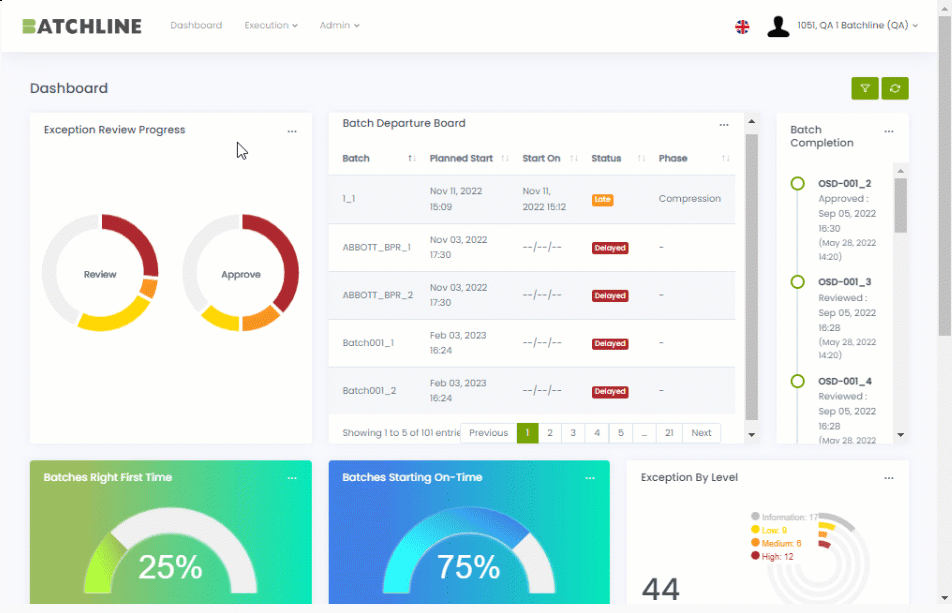 BATCHLINE
Dashboard
Execution
Admin
1051, QA 1 Batchline (QA)
Dashboard
Exception Review Progress
...
Review
Approve
Batch Departure Board
...
Batch Planned Start Start On Status Phase
1_1 Nov 11, 2022 15:09 Nov 11, 2022 15:12 Late Compression
ABBOTT_BPR_1 Nov 03, 2022 17:30 --/--/-- Delayed -
ABBOTT_BPR_2 Nov 03, 2022 17:30 --/--/-- Delayed -
Batch001_1 Feb 03, 2023 16:24 --/--/-- Delayed -
Batch001_2 Feb 03, 2023 16:24 --/--/-- Delayed -
Showing 1 to 5 of 101 entrie Previous 1 2 3 4 5 ... 21 Next
Batch
Completion
...
OSD-001_2
Approved :
Sep 05, 2022
16:30
(May 28, 2022
14:20)
OSD-001_3
Reviewed :
Sep 05, 2022
16:28
(May 28, 2022
14:20)
OSD-001_4
Reviewed :
Sep 05, 2022
16:28
(May 28, 2022
Batches Right First Time
...
25%
Batches Starting On-Time
...
75%
Exception By Level
...
Information: 17
Medium: 6
High: 12
44